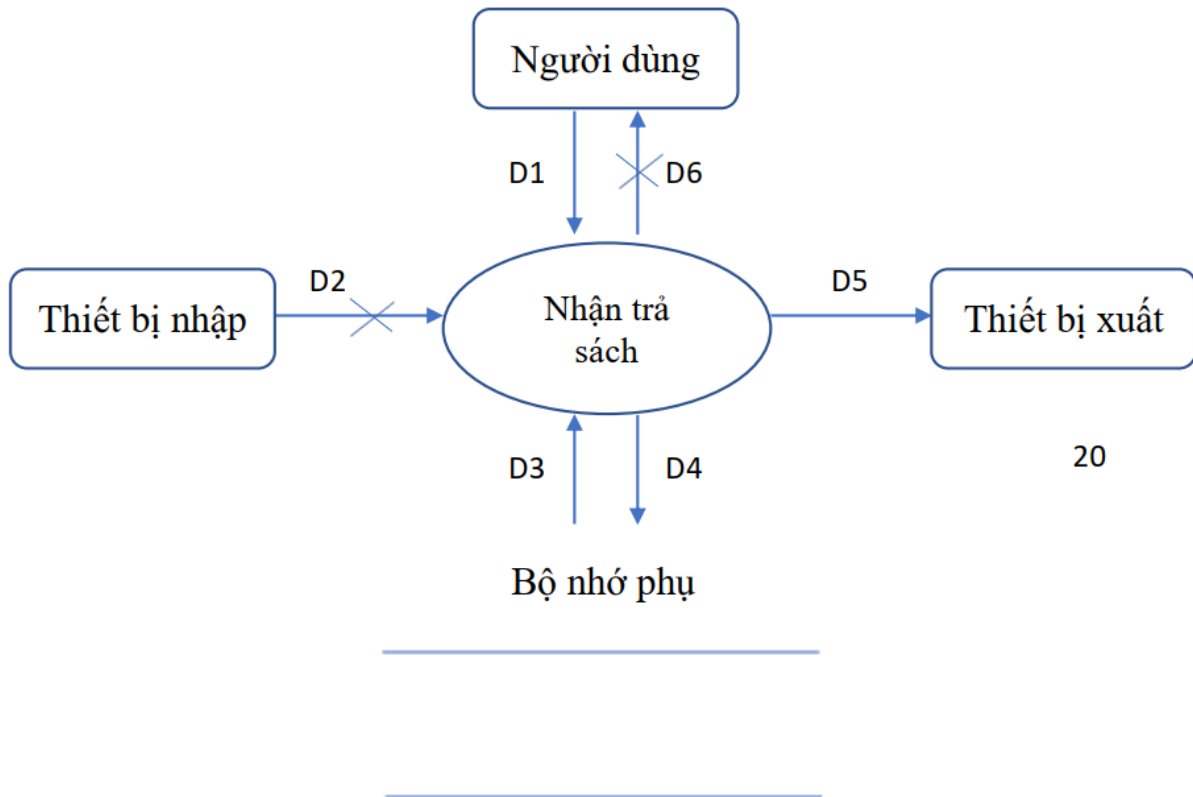 Người dùng
D1
D6
Thiết bị nhập
D2
Nhận trả
sách
D5
Thiết bị xuất
D3
D4
20
Bộ nhớ phụ